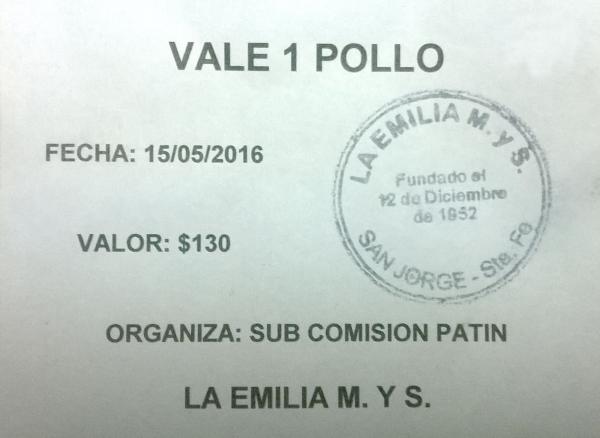 VALE 1 POLLO
FECHA: 15/05/2016
LA EMILIA M. y S.
Fundado el
12 de Diciembre
de 1952
SAN JORGE - Sta. Fe
VALOR: $130
ORGANIZA: SUB COMISION PATIN
LA EMILIA M. Y S.